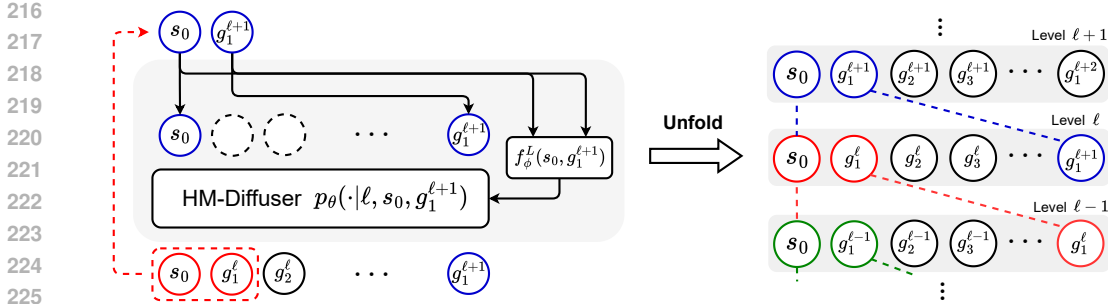 216
217
218
219
220
221
222
223
224
225
s₀ g₁^{ℓ+1}
s₀ ⋯ g₁^{ℓ+1}
f_ϕ^L(s₀, g₁^{ℓ+1})
HM-Diffuser p_θ(·|ℓ, s₀, g₁^{ℓ+1})
s₀ g₁^ℓ g₂^ℓ ⋯ g₁^{ℓ+1}
Unfold
⋮
Level ℓ + 1
s₀ g₁^{ℓ+1} g₂^{ℓ+1} g₃^{ℓ+1} ⋯ g₁^{ℓ+2}
Level ℓ
s₀ g₁^ℓ g₂^ℓ g₃^ℓ ⋯ g₁^{ℓ+1}
Level ℓ − 1
s₀ g₁^{ℓ−1} g₂^{ℓ−1} g₃^{ℓ−1} ⋯ g₁^ℓ
⋮